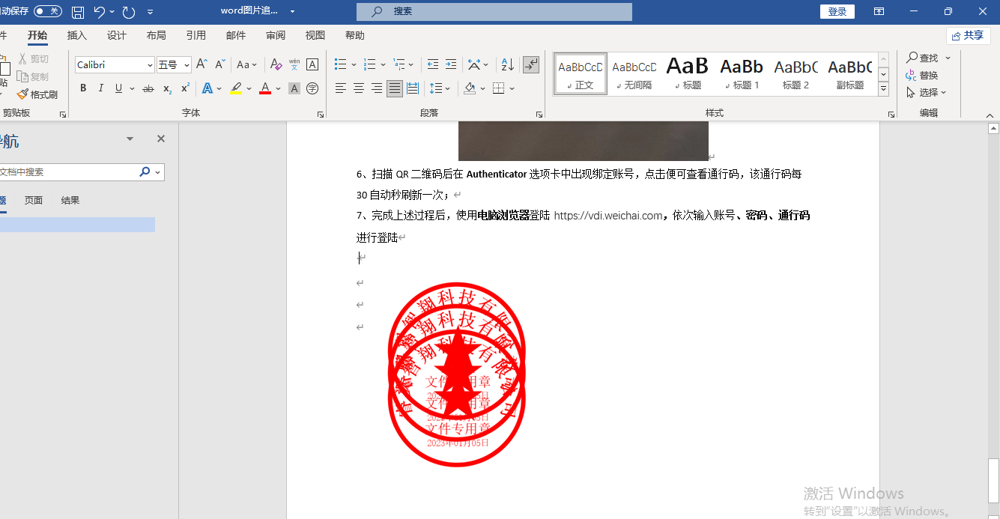 动保存 关 word图片追... 搜索 登录
件 开始 插入 设计 布局 引用 邮件 审阅 视图 帮助 共享
剪切 Calibri 五号 A A Aa wén 文 A AaBbCcD AaBbCcD AaB AaBb AaBbC AaBbC 查找
贴 复制 正文 无间隔 标题 标题 1 标题 2 副标题 替换
格式刷 B I U ab x₂ x² A A A 字 选择
剪贴板 字体 段落 样式 编辑
导航
文档中搜索
题 页面 结果
6、扫描 QR 二维码后在 Authenticator 选项卡中出现绑定账号，点击便可查看通行码，该通行码每
30 自动秒刷新一次；
7、完成上述过程后，使用电脑浏览器登陆 https://vdi.weichai.com，依次输入账号、密码、通行码
进行登陆
智翔科技有限
智翔科技有限
智翔科技有限公司
文件专用章
文件专用章
文件专用章
2023年01月05日
激活 Windows
转到"设置"以激活 Windows。